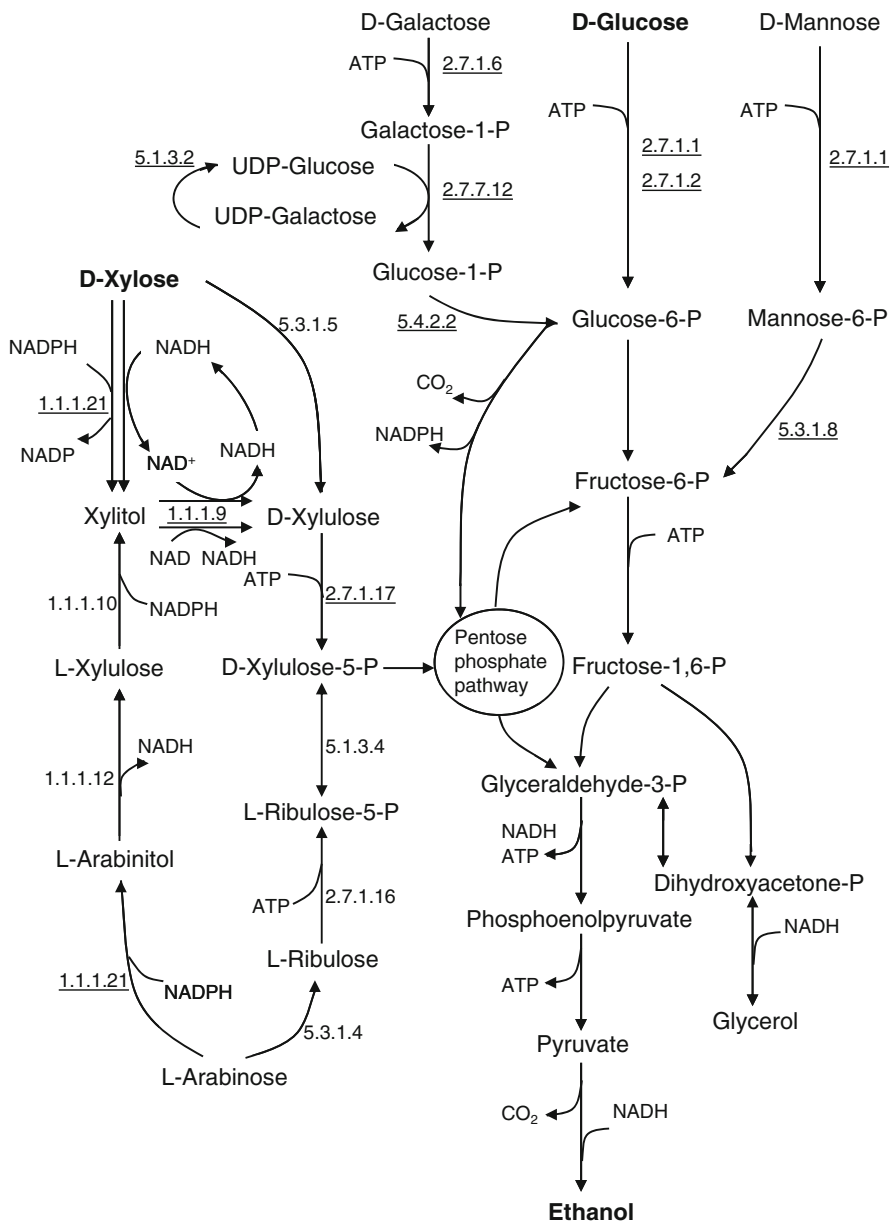 D-Galactose
D-Glucose
D-Mannose
ATP
2.7.1.6
ATP
ATP
Galactose-1-P
2.7.1.1
2.7.1.1
5.1.3.2
UDP-Glucose
2.7.1.2
2.7.7.12
UDP-Galactose
D-Xylose
Glucose-1-P
5.3.1.5
5.4.2.2
Glucose-6-P
Mannose-6-P
NADPH
NADH
CO2
1.1.1.21
NADPH
5.3.1.8
NADP
NAD+
NADH
Fructose-6-P
Xylitol
1.1.1.9
D-Xylulose
ATP
NAD
NADH
ATP
2.7.1.17
1.1.1.10
NADPH
Pentose
phosphate
pathway
L-Xylulose
D-Xylulose-5-P
Fructose-1,6-P
NADH
5.1.3.4
1.1.1.12
Glyceraldehyde-3-P
L-Ribulose-5-P
NADH
ATP
L-Arabinitol
Dihydroxyacetone-P
ATP
2.7.1.16
Phosphoenolpyruvate
NADH
L-Ribulose
1.1.1.21
NADPH
ATP
Glycerol
5.3.1.4
Pyruvate
L-Arabinose
CO2
NADH
Ethanol